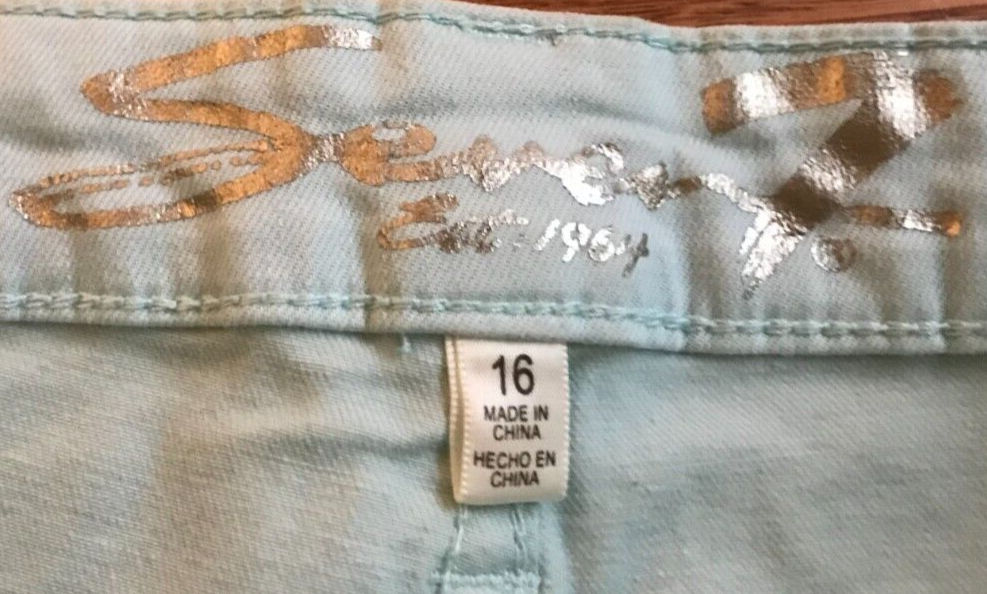 Seven7
Est. 1964
16
MADE IN
CHINA
HECHO EN
CHINA